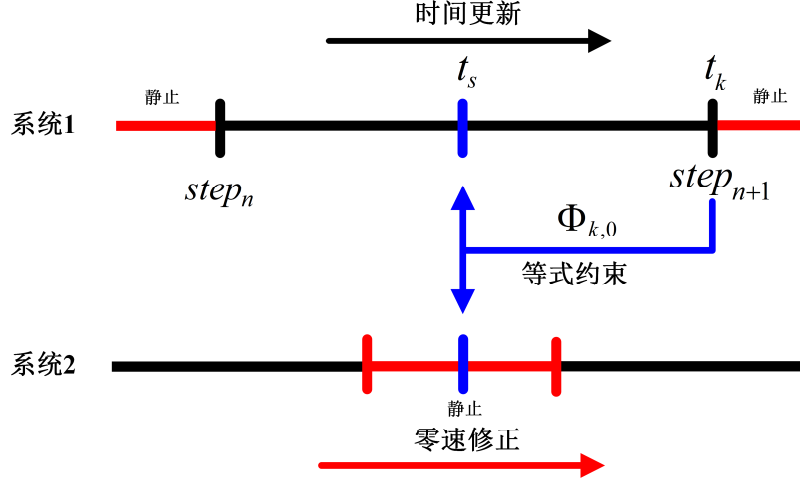 时间更新
t_s
t_k
静止
静止
系统1
step_n
step_{n+1}
Φ_{k,0}
等式约束
系统2
静止
零速修正